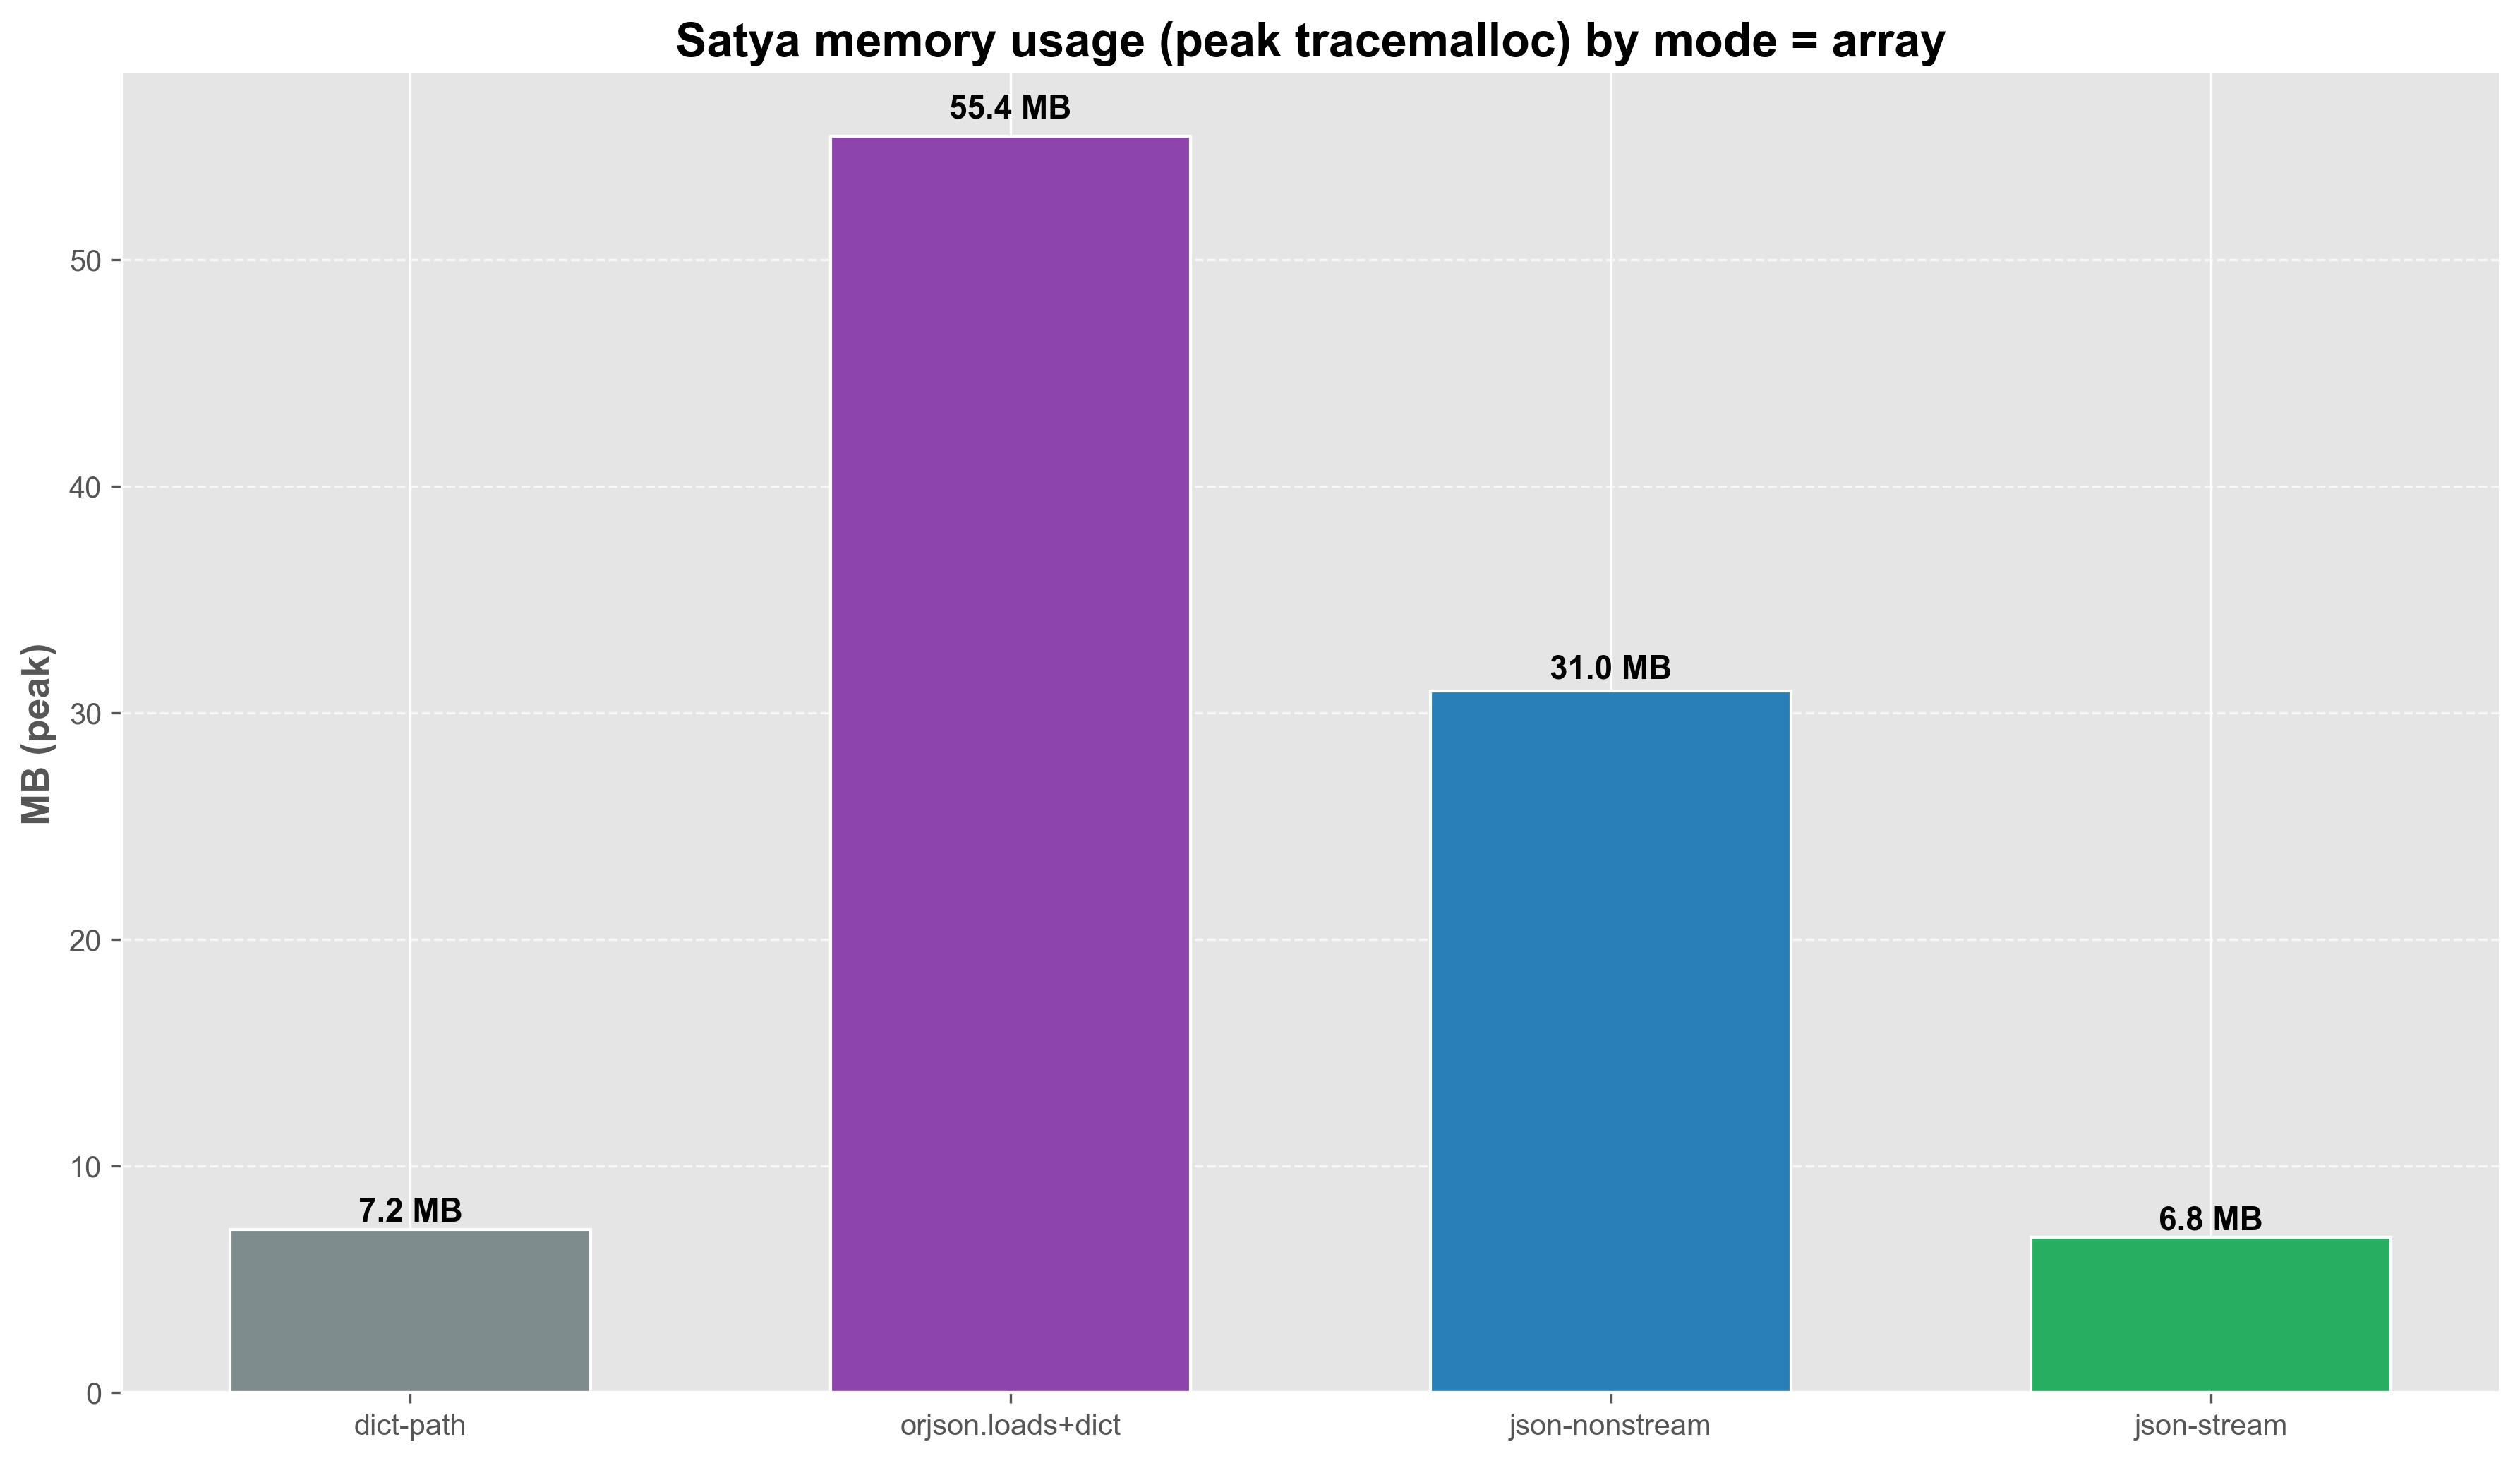 Satya memory usage (peak tracemalloc) by mode = array
55.4 MB
50
40
31.0 MB
30
MB (peak)
20
10
7.2 MB
6.8 MB
0
dict-path
orjson.loads+dict
json-nonstream
json-stream